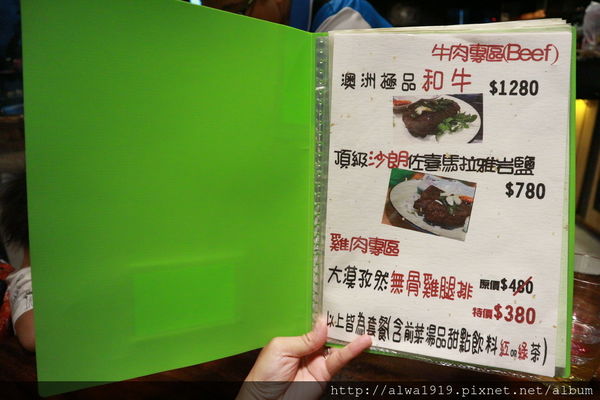 牛肉專區(Beef)
澳洲極品和牛 $1280
頂級沙朗佐喜馬拉雅岩鹽
$780
雞肉專區
大漠孜然無骨雞腿排 原價$480
特價$380
以上皆為套餐(含前菜湯品甜點飲料紅OR綠茶)
http://alwa1919.pixnet.net/album